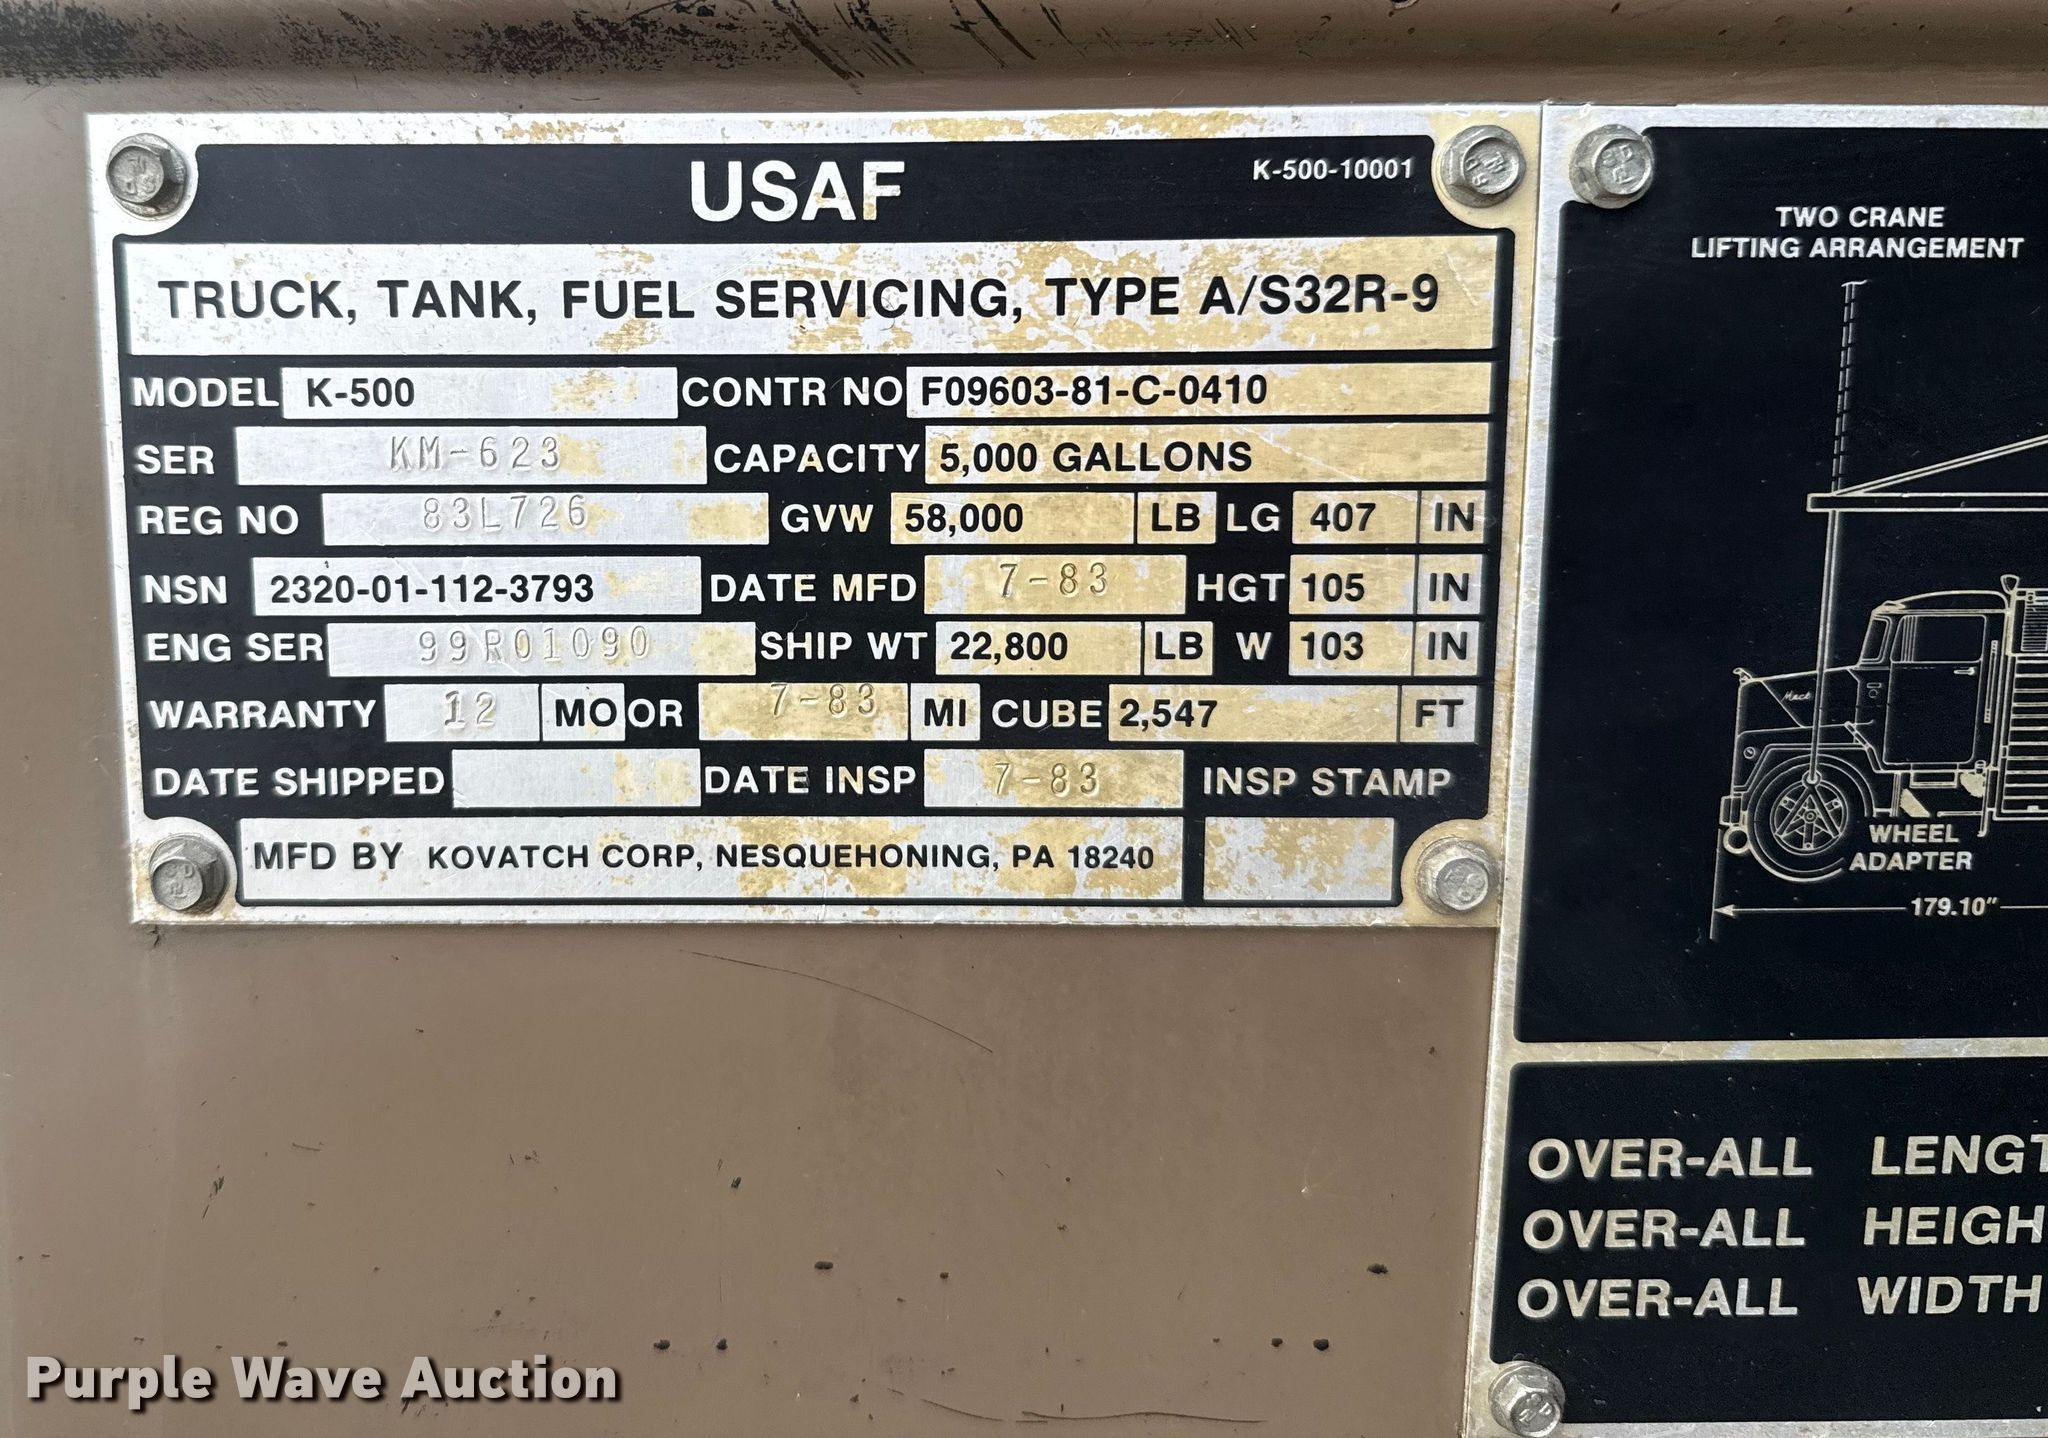 USAF K-500-10001
TRUCK, TANK, FUEL SERVICING, TYPE A/S32R-9
MODEL K-500 CONTR NO F09603-81-C-0410
SER KM-623 CAPACITY 5,000 GALLONS
REG NO 83L726 GVW 58,000 LB LG 407 IN
NSN 2320-01-112-3793 DATE MFD 7-83 HGT 105 IN
ENG SER 99R01090 SHIP WT 22,800 LB W 103 IN
WARRANTY 12 MO OR 7-83 MI CUBE 2,547 FT
DATE SHIPPED DATE INSP 7-83 INSP STAMP
MFD BY KOVATCH CORP, NESQUEHONING, PA 18240
TWO CRANE
LIFTING ARRANGEMENT
Mack
WHEEL
ADAPTER
179.10"
OVER-ALL LENGT
OVER-ALL HEIGH
OVER-ALL WIDTH
Purple Wave Auction